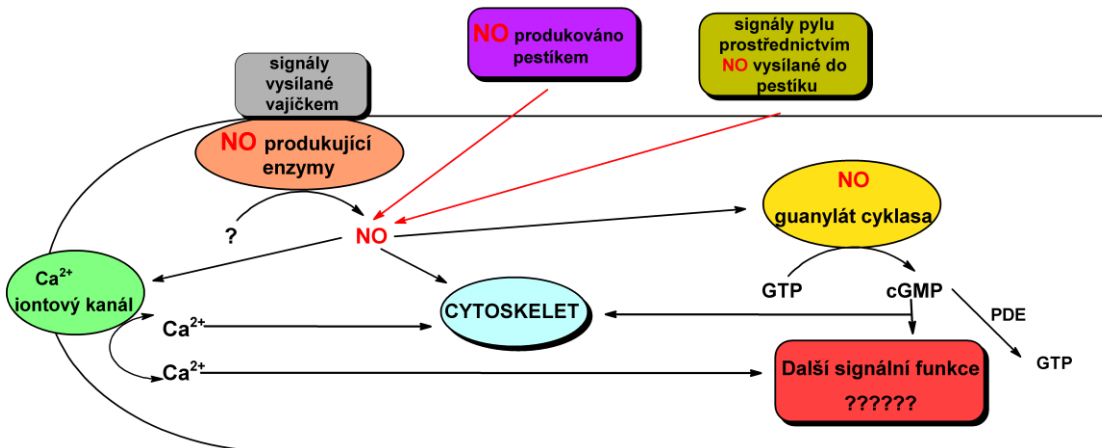 signály
vysílané
vajíčkem
NO produkováno
pestíkem
signály pylu
prostřednictvím
NO vysílané do
pestíku
NO produkující
enzymy
NO
guanylát cyklasa
?
NO
Ca²⁺
iontový kanál
GTP
cGMP
CYTOSKELET
PDE
Ca²⁺
Ca²⁺
Další signální funkce
??????
GTP